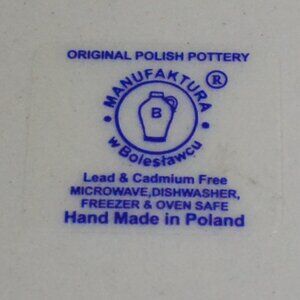 ORIGINAL POLISH POTTERY
• MANUFAKTURA • ®
B
w Bolesławcu
Lead & Cadmium Free
MICROWAVE,DISHWASHER,
FREEZER & OVEN SAFE
Hand Made in Poland